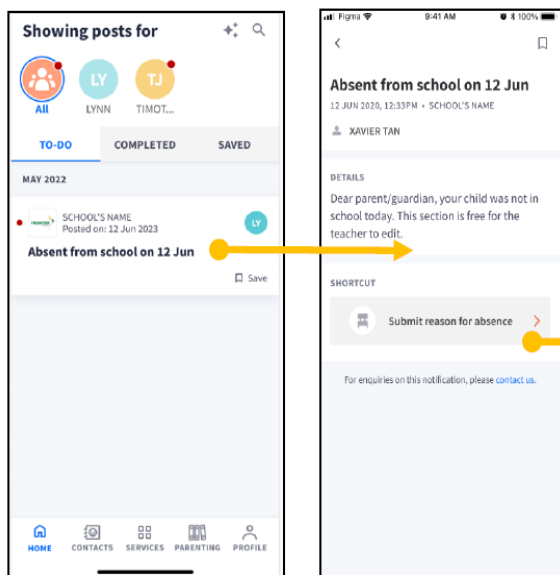 Showing posts for
LY
TJ
All
LYNN
TIMOT...
TO-DO
COMPLETED
SAVED
MAY 2022
SCHOOL'S NAME
Posted on: 12 Jun 2023
LY
Absent from school on 12 Jun
Save
HOME
CONTACTS
SERVICES
PARENTING
PROFILE
Figma
9:41 AM
100%
Absent from school on 12 Jun
12 JUN 2020, 12:33PM • SCHOOL'S NAME
XAVIER TAN
DETAILS
Dear parent/guardian, your child was not in
school today. This section is free for the
teacher to edit.
SHORTCUT
Submit reason for absence
For enquiries on this notification, please contact us.